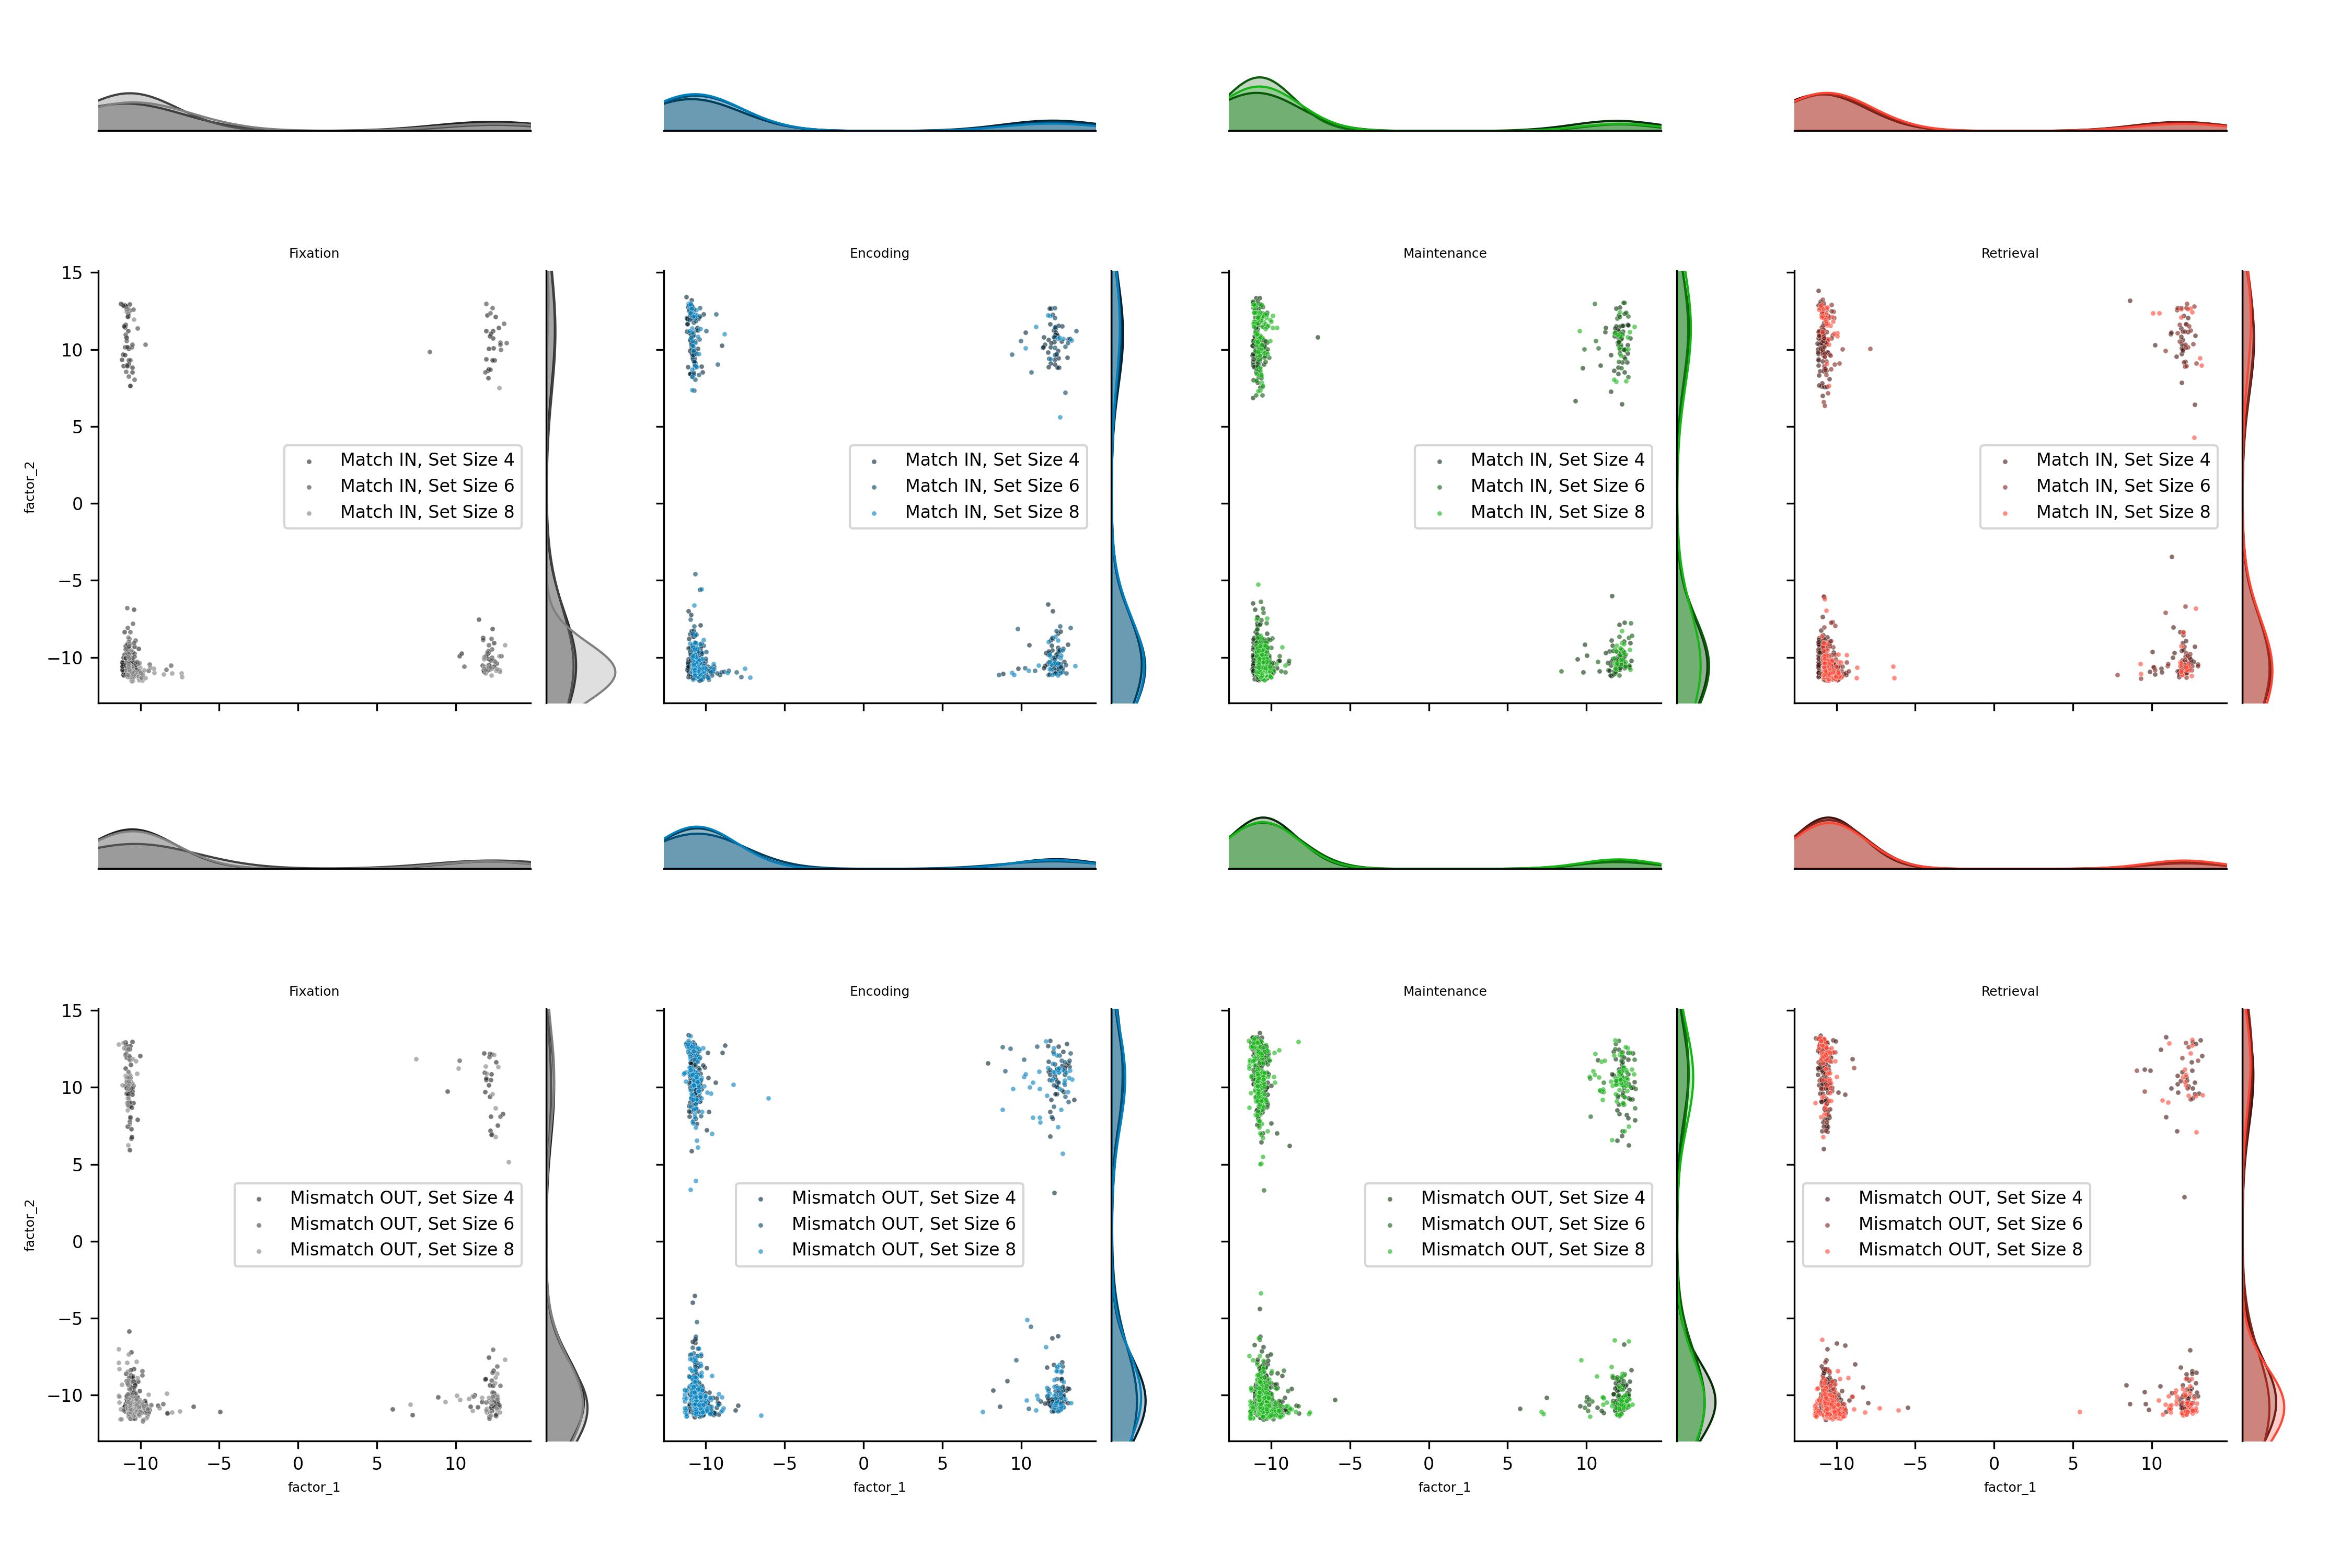 Fixation Encoding Maintenance Retrieval
15
10
5
0
−5
−10
factor_2
Match IN, Set Size 4
Match IN, Set Size 6
Match IN, Set Size 8
Match IN, Set Size 4
Match IN, Set Size 6
Match IN, Set Size 8
Match IN, Set Size 4
Match IN, Set Size 6
Match IN, Set Size 8
Match IN, Set Size 4
Match IN, Set Size 6
Match IN, Set Size 8
Fixation Encoding Maintenance Retrieval
15
10
5
0
−5
−10
factor_2
Mismatch OUT, Set Size 4
Mismatch OUT, Set Size 6
Mismatch OUT, Set Size 8
Mismatch OUT, Set Size 4
Mismatch OUT, Set Size 6
Mismatch OUT, Set Size 8
Mismatch OUT, Set Size 4
Mismatch OUT, Set Size 6
Mismatch OUT, Set Size 8
Mismatch OUT, Set Size 4
Mismatch OUT, Set Size 6
Mismatch OUT, Set Size 8
−10 −5 0 5 10 −10 −5 0 5 10 −10 −5 0 5 10 −10 −5 0 5 10
factor_1 factor_1 factor_1 factor_1